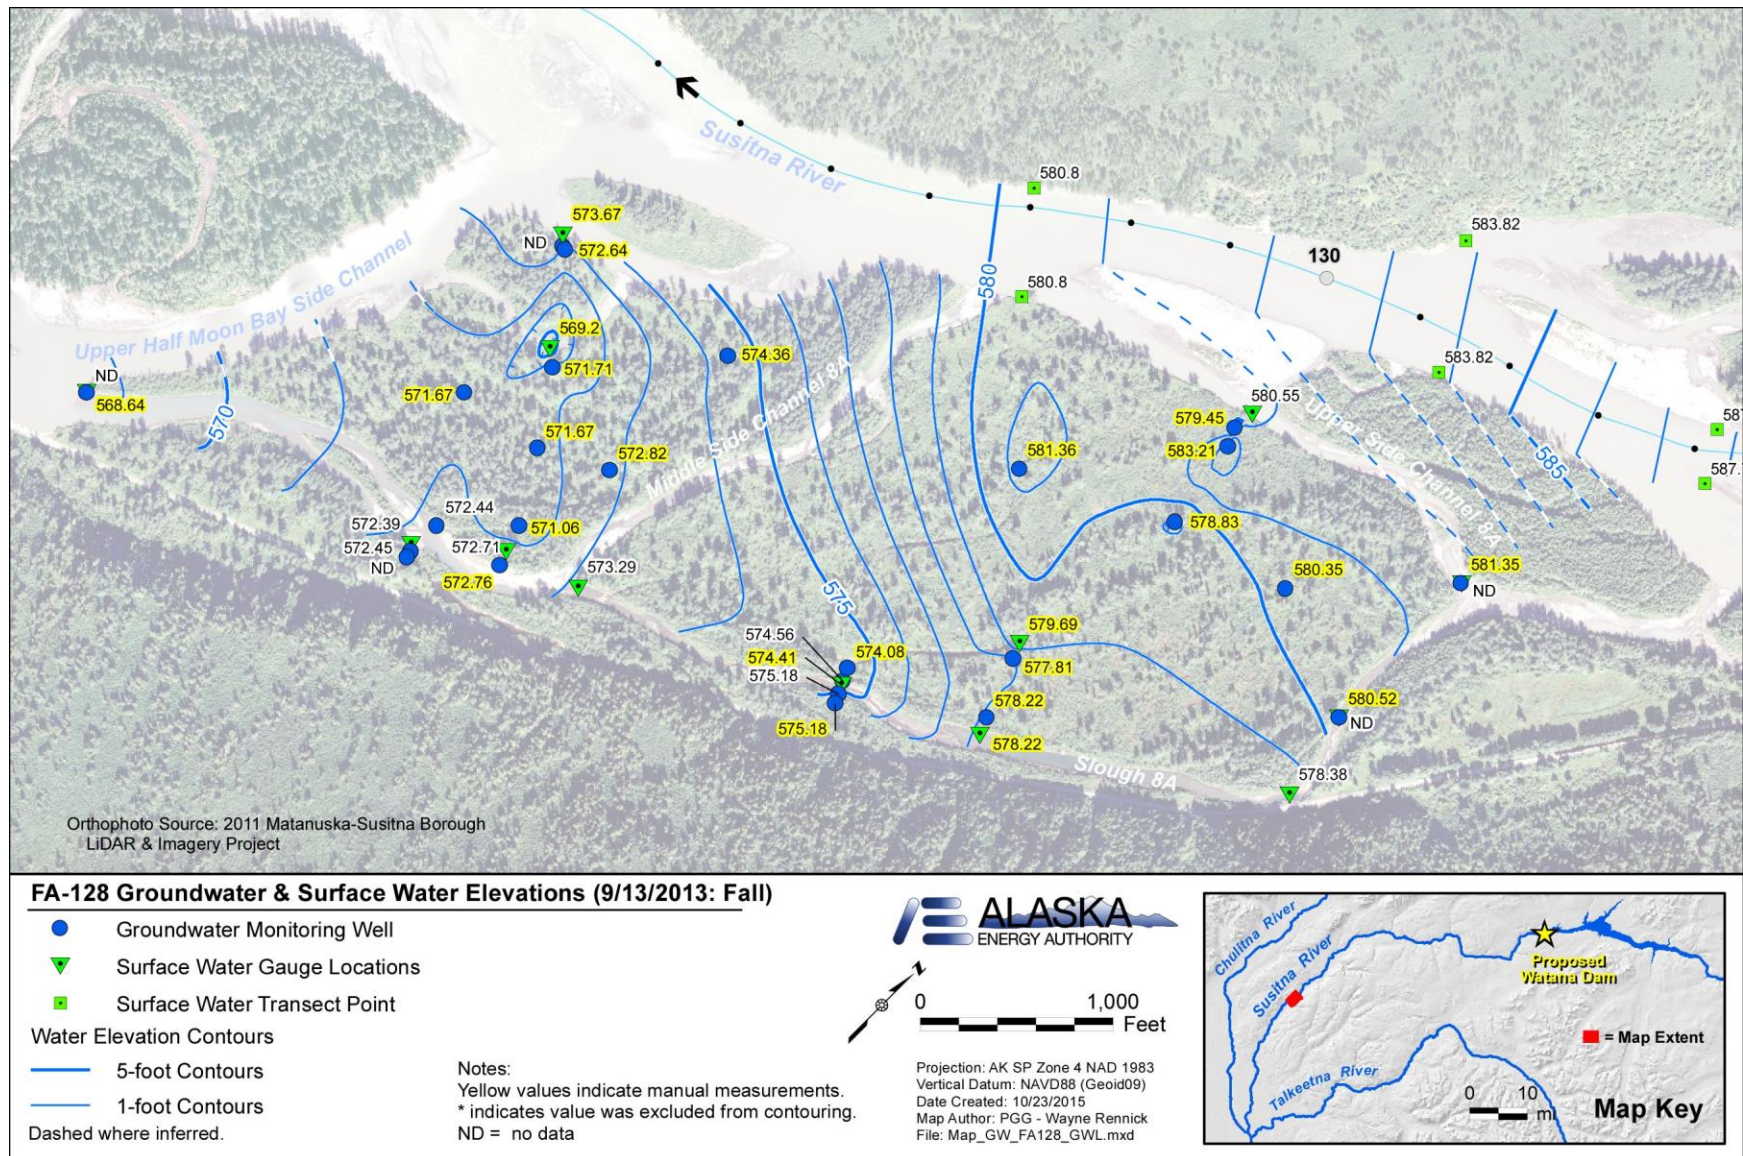 Susitna River
580.8
583.82
573.67
ND
572.64
130
580
580.8
Upper Half Moon Bay Side Channel
569.2
574.36
583.82
571.71
ND
568.64
571.67
Middle Side Channel 8A
580.55
Upper Side Channel 8A
579.45
570
571.67
572.82
581.36
583.21
585
587.
572.44
572.39
571.06
578.83
572.45
572.71
ND
573.29
581.35
572.76
580.35
ND
575
574.56
579.69
574.41
574.08
575.18
577.81
578.22
580.52
575.18
ND
578.22
Slough 8A
578.38
Orthophoto Source: 2011 Matanuska-Susitna Borough
LiDAR & Imagery Project
FA-128 Groundwater & Surface Water Elevations (9/13/2013: Fall)
Groundwater Monitoring Well
Surface Water Gauge Locations
Surface Water Transect Point
Water Elevation Contours
5-foot Contours
1-foot Contours
Dashed where inferred.
Notes:
Yellow values indicate manual measurements.
* indicates value was excluded from contouring.
ND = no data
ALASKA
ENERGY AUTHORITY
N
0 1,000
Feet
Projection: AK SP Zone 4 NAD 1983
Vertical Datum: NAVD88 (Geoid09)
Date Created: 10/23/2015
Map Author: PGG - Wayne Rennick
File: Map_GW_FA128_GWL.mxd
Chulitna River
Susitna River
Proposed
Watana Dam
= Map Extent
Talkeetna River
0 10
mi
Map Key